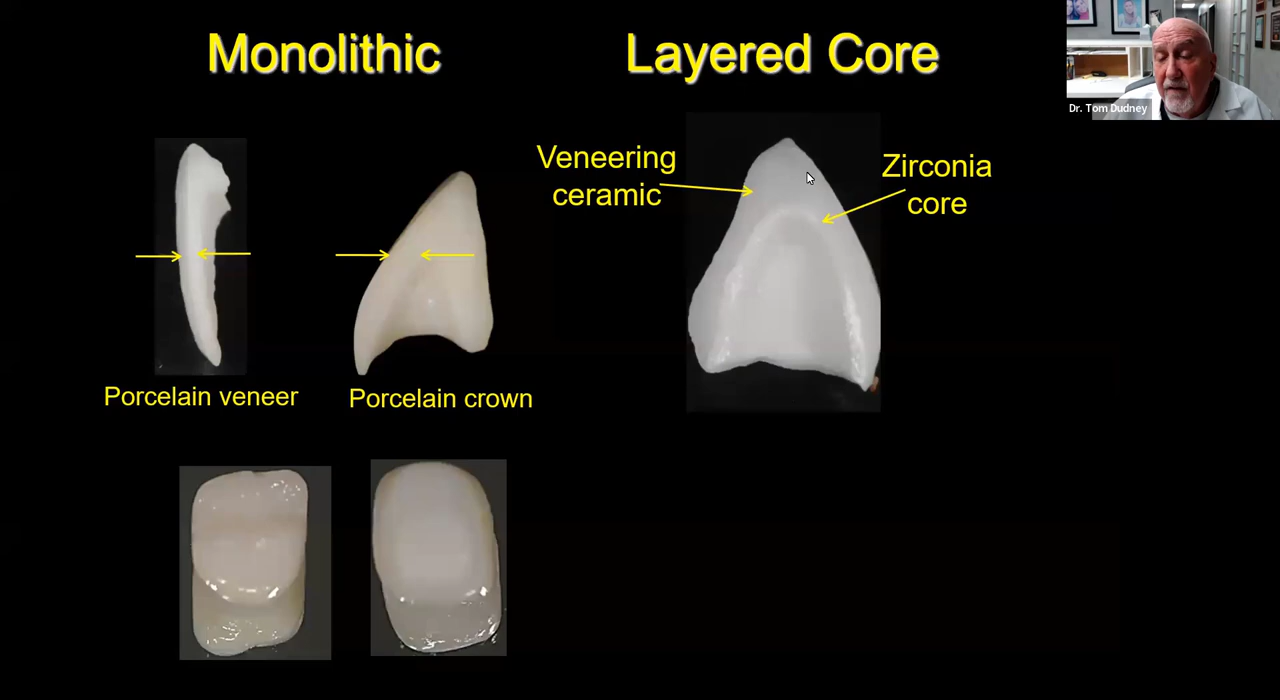 Monolithic
Layered Core
Dr. Tom Dudney
Veneering
ceramic
Zirconia
core
Porcelain veneer
Porcelain crown